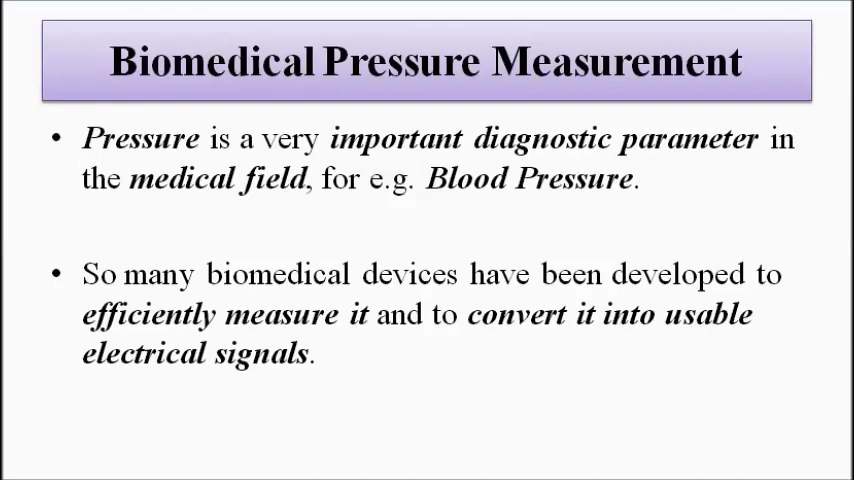 Biomedical Pressure Measurement
• Pressure is a very important diagnostic parameter in
the medical field, for e.g. Blood Pressure.
• So many biomedical devices have been developed to
efficiently measure it and to convert it into usable
electrical signals.